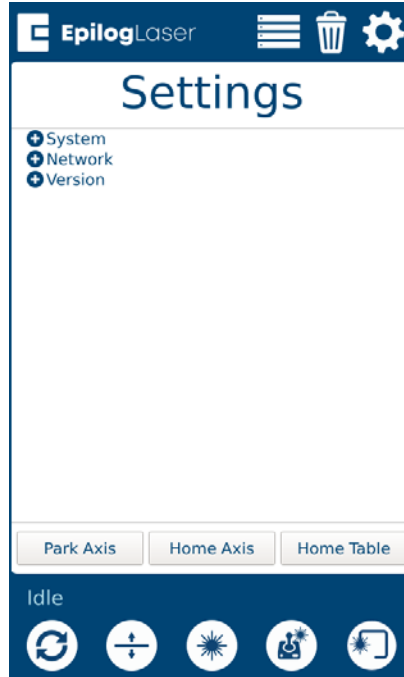 EpilogLaser
Settings
System
Network
Version
Park Axis Home Axis Home Table
Idle